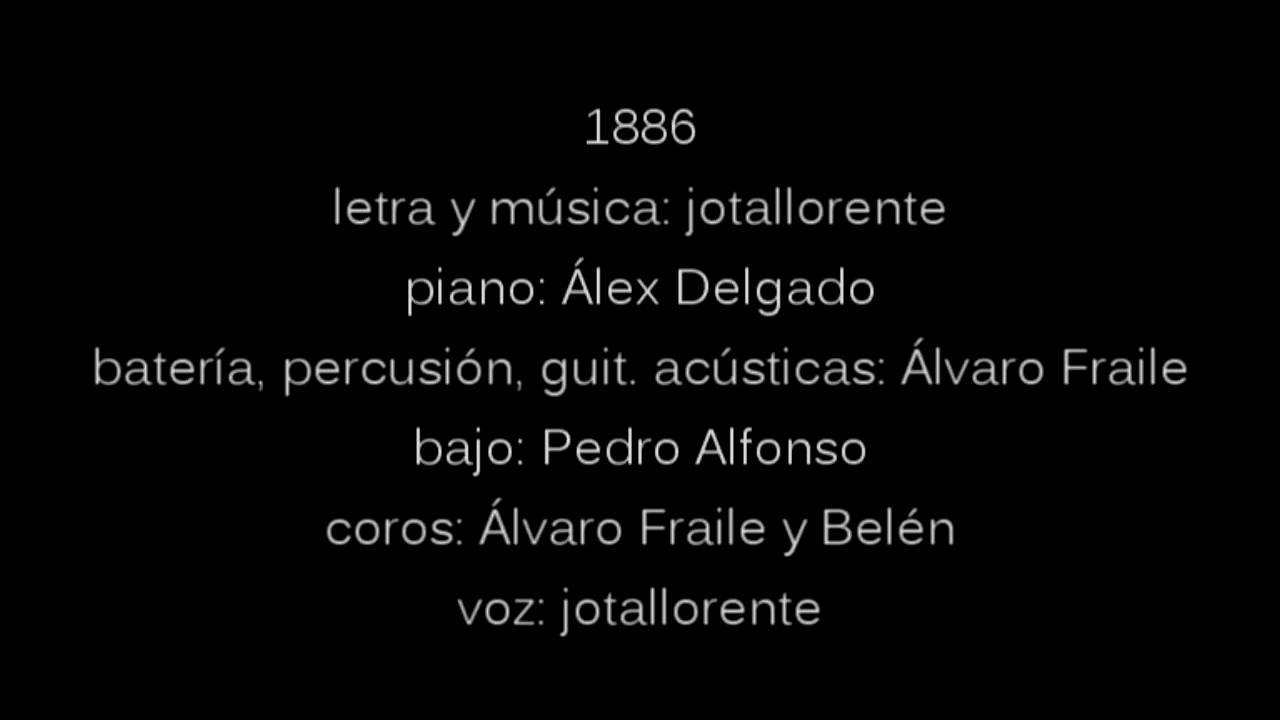 1886
letra y música: jotallorente
piano: Álex Delgado
batería, percusión, guit. acústicas: Álvaro Fraile
bajo: Pedro Alfonso
coros: Álvaro Fraile y Belén
voz: jotallorente